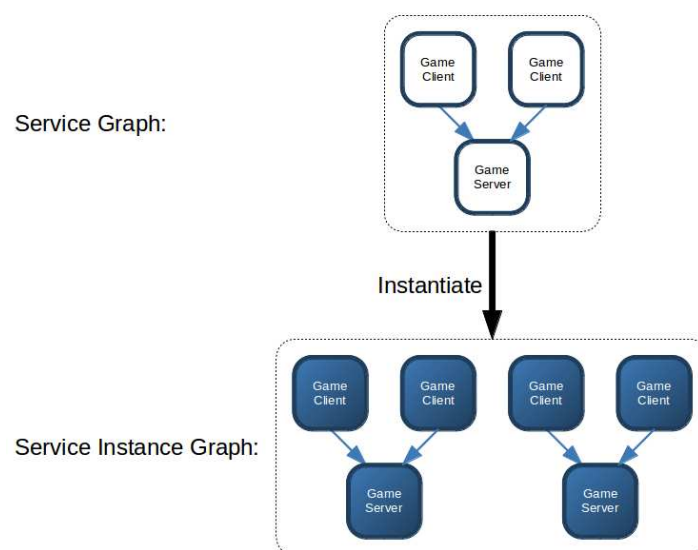 Game
Client
Game
Client
Service Graph:
Game
Server
Instantiate
Game
Client
Game
Client
Game
Client
Game
Client
Service Instance Graph:
Game
Server
Game
Server